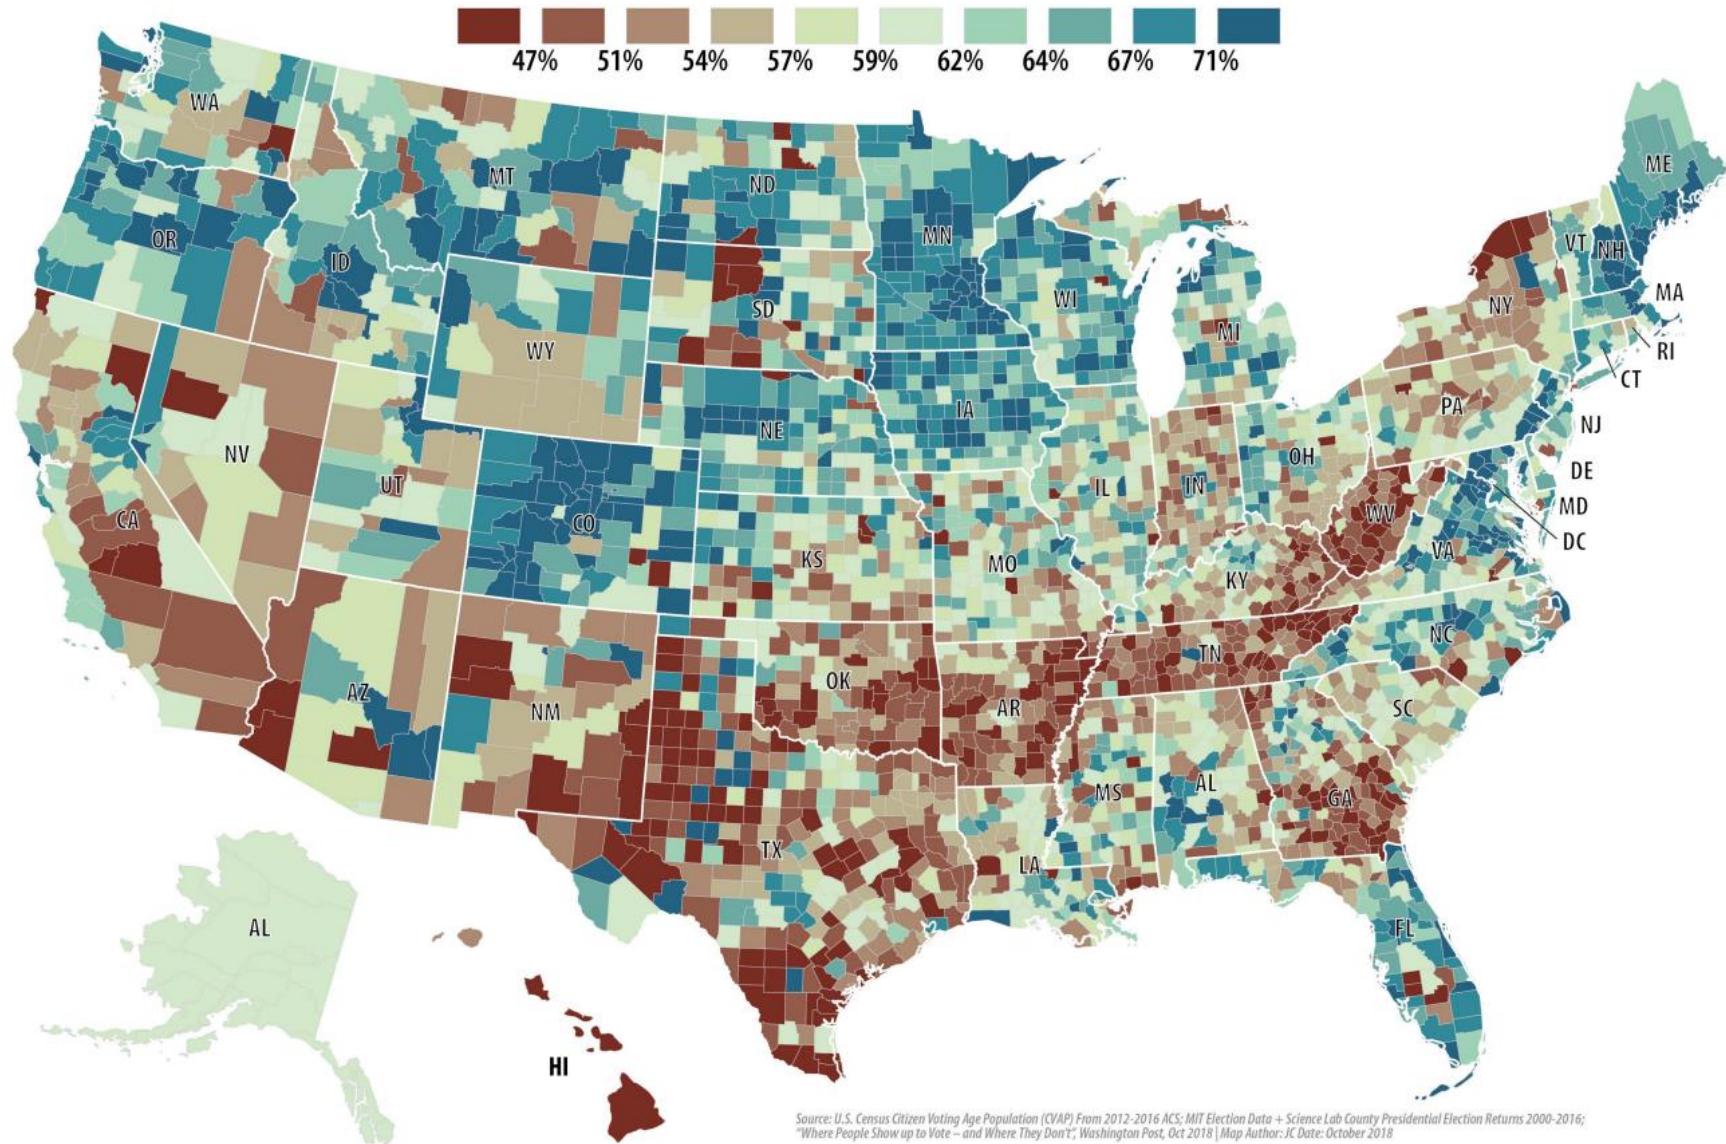 47% 51% 54% 57% 59% 62% 64% 67% 71%
WA
MT
ND
MN
ME
VT
NH
OR
ID
SD
WI
NY
MA
MI
RI
WY
CT
IA
PA
NE
NJ
NV
OH
DE
UT
IL
IN
CA
CO
WV
MD
KS
MO
VA
DC
KY
NC
TN
OK
AZ
NM
AR
SC
MS
AL
GA
TX
LA
AL
FL
HI
Source: U.S. Census Citizen Voting Age Population (CVAP) From 2012-2016 ACS; MIT Election Data + Science Lab County Presidential Election Returns 2000-2016;
"Where People Show up to Vote – and Where They Don't", Washington Post, Oct 2018 | Map Author: JC Date: October 2018